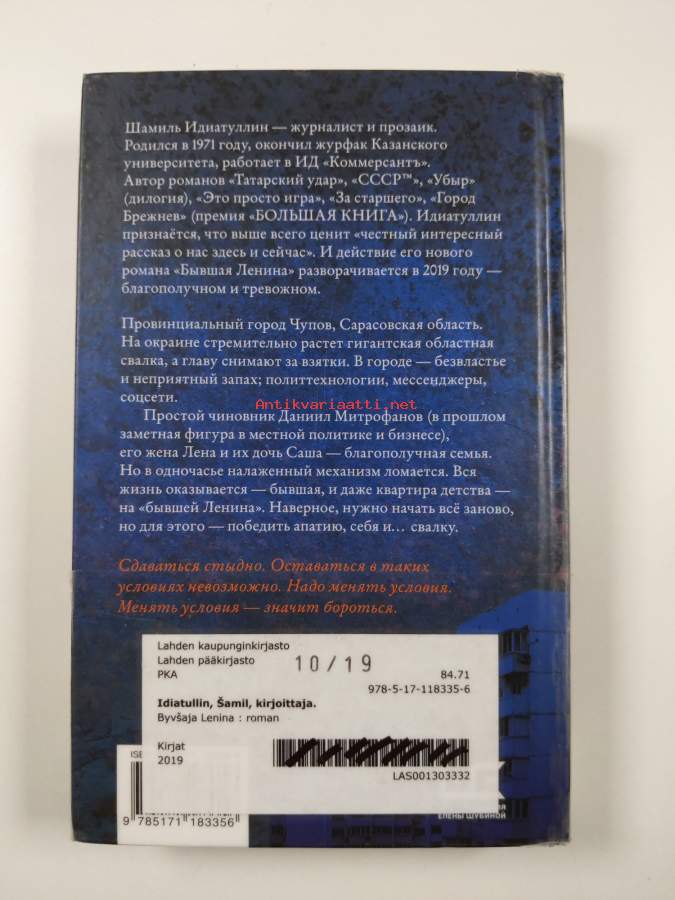 Шамиль Идиатуллин — журналист и прозаик.
Родился в 1971 году, окончил журфак Казанского
университета, работает в ИД «Коммерсантъ».
Автор романов «Татарский удар», «СССР™», «Убыр»
(дилогия), «Это просто игра», «За старшего», «Город
Брежнев» (премия «БОЛЬШАЯ КНИГА»). Идиатуллин
признаётся, что выше всего ценит «честный интересный
рассказ о нас здесь и сейчас». И действие его нового
романа «Бывшая Ленина» разворачивается в 2019 году —
благополучном и тревожном.
Провинциальный город Чупов, Сарасовская область.
На окраине стремительно растет гигантская областная
свалка, а главу снимают за взятки. В городе — безвластье
и неприятный запах; политтехнологии, мессенджеры,
соцсети.
Antikvariaatti.net
Простой чиновник Даниил Митрофанов (в прошлом
заметная фигура в местной политике и бизнесе),
его жена Лена и их дочь Саша — благополучная семья.
Но в одночасье налаженный механизм ломается. Вся
жизнь оказывается — бывшая, и даже квартира детства —
на «бывшей Ленина». Наверное, нужно начать всё заново,
но для этого — победить апатию, себя и... свалку.
Сдаваться стыдно. Оставаться в таких
условиях невозможно. Надо менять условия.
Менять условия — значит бороться.
Lahden kaupunginkirjasto
Lahden pääkirjasto
10/19
PKA
84.71
978-5-17-118335-6
Idiatullin, Šamil, kirjoittaja.
Byvšaja Lenina : roman
Kirjat
2019
LAS001303332
ISB
9 785171 183356
ЕЛЕНЫ ШУБИНОЙ